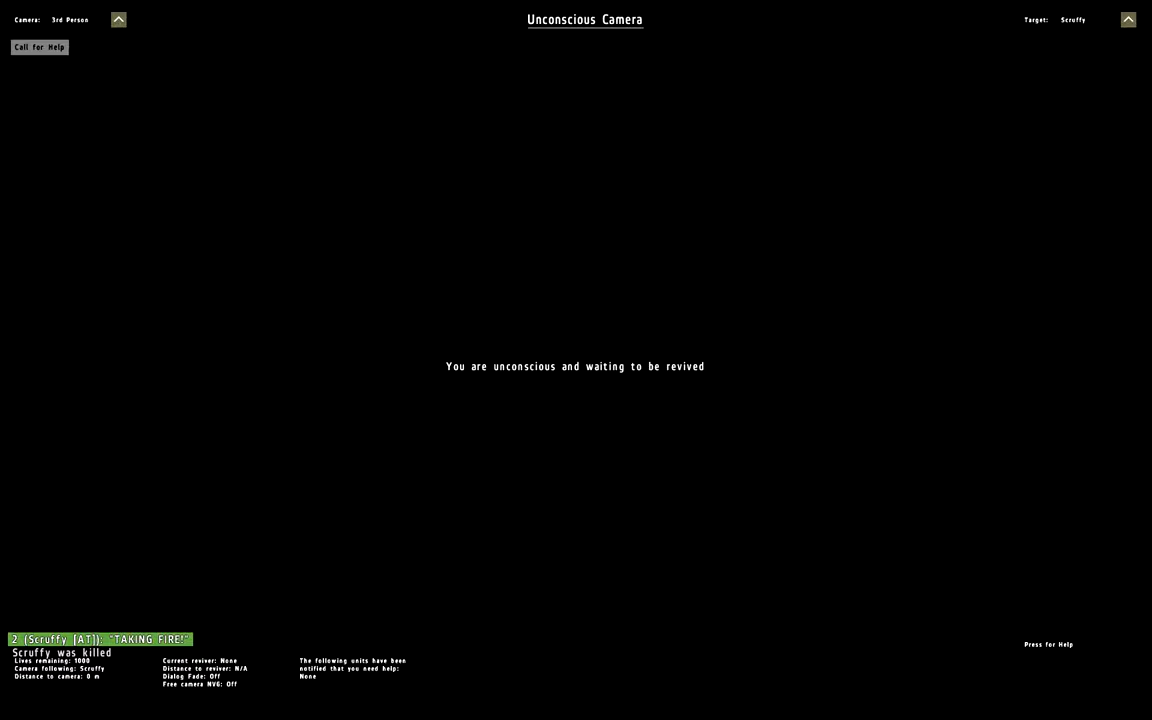 Camera: 3rd Person
Unconscious Camera
Target: Scruffy
Call for Help
You are unconscious and waiting to be revived
2 (Scruffy [AT]): "TAKING FIRE!"
Scruffy was killed
Lives remaining: 1000
Camera following: Scruffy
Distance to camera: 0 m
Current reviver: None
Distance to reviver: N/A
Dialog Fade: Off
Free camera NVG: Off
The following units have been
notified that you need help:
None
Press for Help